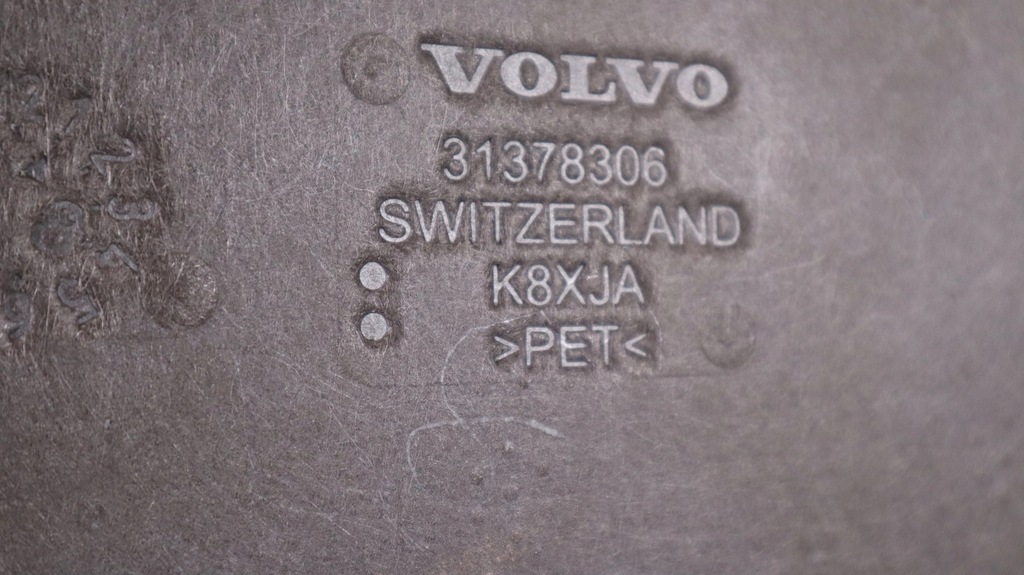 VOLVO
31378306
SWITZERLAND
K8XJA
>PET<